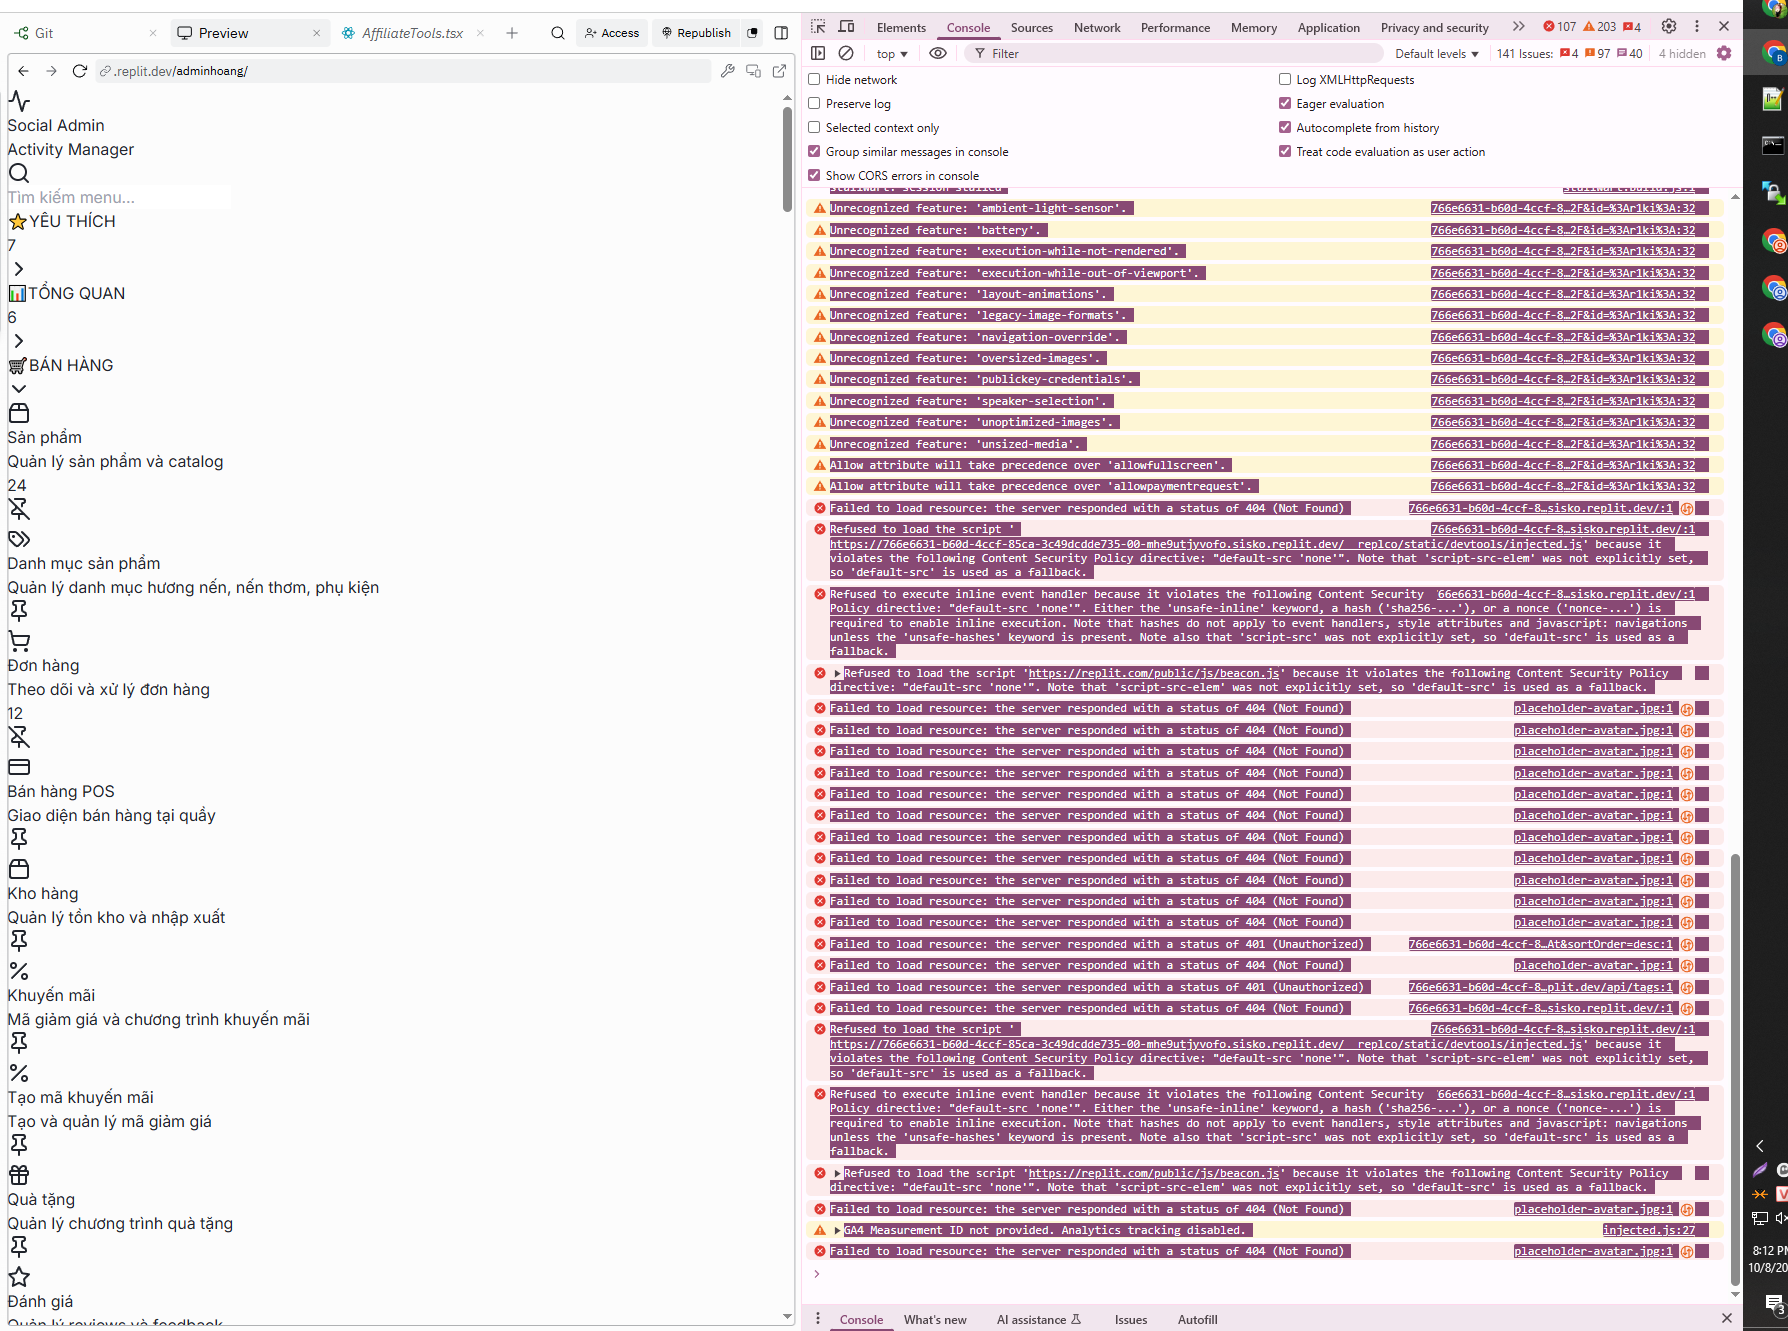 Git
Preview
AffiliateTools.tsx
Access
Republish
.replit.dev/adminhoang/
Social Admin
Activity Manager
Tìm kiếm menu...
YÊU THÍCH
7
TỔNG QUAN
6
BÁN HÀNG
Sản phẩm
Quản lý sản phẩm và catalog
24
Danh mục sản phẩm
Quản lý danh mục hương nến, nến thơm, phụ kiện
Đơn hàng
Theo dõi và xử lý đơn hàng
12
Bán hàng POS
Giao diện bán hàng tại quầy
Kho hàng
Quản lý tồn kho và nhập xuất
Khuyến mãi
Mã giảm giá và chương trình khuyến mãi
Tạo mã khuyến mãi
Tạo và quản lý mã giảm giá
Quà tặng
Quản lý chương trình quà tặng
Đánh giá
Quản lý reviews và feedback
Elements Console Sources Network Performance Memory Application Privacy and security 107 203 4
top Filter Default levels 141 Issues: 4 97 40 4 hidden
Hide network
Log XMLHttpRequests
Preserve log
Eager evaluation
Selected context only
Autocomplete from history
Group similar messages in console
Treat code evaluation as user action
Show CORS errors in console
Unrecognized feature: 'ambient-light-sensor'. 766e6631-b60d-4ccf-8…2F&id=%3Ar1ki%3A:32
Unrecognized feature: 'battery'. 766e6631-b60d-4ccf-8…2F&id=%3Ar1ki%3A:32
Unrecognized feature: 'execution-while-not-rendered'. 766e6631-b60d-4ccf-8…2F&id=%3Ar1ki%3A:32
Unrecognized feature: 'execution-while-out-of-viewport'. 766e6631-b60d-4ccf-8…2F&id=%3Ar1ki%3A:32
Unrecognized feature: 'layout-animations'. 766e6631-b60d-4ccf-8…2F&id=%3Ar1ki%3A:32
Unrecognized feature: 'legacy-image-formats'. 766e6631-b60d-4ccf-8…2F&id=%3Ar1ki%3A:32
Unrecognized feature: 'navigation-override'. 766e6631-b60d-4ccf-8…2F&id=%3Ar1ki%3A:32
Unrecognized feature: 'oversized-images'. 766e6631-b60d-4ccf-8…2F&id=%3Ar1ki%3A:32
Unrecognized feature: 'publickey-credentials'. 766e6631-b60d-4ccf-8…2F&id=%3Ar1ki%3A:32
Unrecognized feature: 'speaker-selection'. 766e6631-b60d-4ccf-8…2F&id=%3Ar1ki%3A:32
Unrecognized feature: 'unoptimized-images'. 766e6631-b60d-4ccf-8…2F&id=%3Ar1ki%3A:32
Unrecognized feature: 'unsized-media'. 766e6631-b60d-4ccf-8…2F&id=%3Ar1ki%3A:32
Allow attribute will take precedence over 'allowfullscreen'. 766e6631-b60d-4ccf-8…2F&id=%3Ar1ki%3A:32
Allow attribute will take precedence over 'allowpaymentrequest'. 766e6631-b60d-4ccf-8…2F&id=%3Ar1ki%3A:32
Failed to load resource: the server responded with a status of 404 (Not Found) 766e6631-b60d-4ccf-8…sisko.replit.dev/:1
Refused to load the script ' 766e6631-b60d-4ccf-8…sisko.replit.dev/:1
https://766e6631-b60d-4ccf-85ca-3c49dcdde735-00-mhe9utjyvofo.sisko.replit.dev/__replco/static/devtools/injected.js' because it
violates the following Content Security Policy directive: "default-src 'none'". Note that 'script-src-elem' was not explicitly set,
so 'default-src' is used as a fallback.
Refused to execute inline event handler because it violates the following Content Security 66e6631-b60d-4ccf-8…sisko.replit.dev/:1
Policy directive: "default-src 'none'". Either the 'unsafe-inline' keyword, a hash ('sha256-...'), or a nonce ('nonce-...') is
required to enable inline execution. Note that hashes do not apply to event handlers, style attributes and javascript: navigations
unless the 'unsafe-hashes' keyword is present. Note also that 'script-src' was not explicitly set, so 'default-src' is used as a
fallback.
Refused to load the script 'https://replit.com/public/js/beacon.js' because it violates the following Content Security Policy
directive: "default-src 'none'". Note that 'script-src-elem' was not explicitly set, so 'default-src' is used as a fallback.
Failed to load resource: the server responded with a status of 404 (Not Found) placeholder-avatar.jpg:1
Failed to load resource: the server responded with a status of 404 (Not Found) placeholder-avatar.jpg:1
Failed to load resource: the server responded with a status of 404 (Not Found) placeholder-avatar.jpg:1
Failed to load resource: the server responded with a status of 404 (Not Found) placeholder-avatar.jpg:1
Failed to load resource: the server responded with a status of 404 (Not Found) placeholder-avatar.jpg:1
Failed to load resource: the server responded with a status of 404 (Not Found) placeholder-avatar.jpg:1
Failed to load resource: the server responded with a status of 404 (Not Found) placeholder-avatar.jpg:1
Failed to load resource: the server responded with a status of 404 (Not Found) placeholder-avatar.jpg:1
Failed to load resource: the server responded with a status of 404 (Not Found) placeholder-avatar.jpg:1
Failed to load resource: the server responded with a status of 404 (Not Found) placeholder-avatar.jpg:1
Failed to load resource: the server responded with a status of 404 (Not Found) placeholder-avatar.jpg:1
Failed to load resource: the server responded with a status of 401 (Unauthorized) 766e6631-b60d-4ccf-8…At&sortOrder=desc:1
Failed to load resource: the server responded with a status of 404 (Not Found) placeholder-avatar.jpg:1
Failed to load resource: the server responded with a status of 401 (Unauthorized) 766e6631-b60d-4ccf-8…plit.dev/api/tags:1
Failed to load resource: the server responded with a status of 404 (Not Found) 766e6631-b60d-4ccf-8…sisko.replit.dev/:1
Refused to load the script ' 766e6631-b60d-4ccf-8…sisko.replit.dev/:1
https://766e6631-b60d-4ccf-85ca-3c49dcdde735-00-mhe9utjyvofo.sisko.replit.dev/__replco/static/devtools/injected.js' because it
violates the following Content Security Policy directive: "default-src 'none'". Note that 'script-src-elem' was not explicitly set,
so 'default-src' is used as a fallback.
Refused to execute inline event handler because it violates the following Content Security 66e6631-b60d-4ccf-8…sisko.replit.dev/:1
Policy directive: "default-src 'none'". Either the 'unsafe-inline' keyword, a hash ('sha256-...'), or a nonce ('nonce-...') is
required to enable inline execution. Note that hashes do not apply to event handlers, style attributes and javascript: navigations
unless the 'unsafe-hashes' keyword is present. Note also that 'script-src' was not explicitly set, so 'default-src' is used as a
fallback.
Refused to load the script 'https://replit.com/public/js/beacon.js' because it violates the following Content Security Policy
directive: "default-src 'none'". Note that 'script-src-elem' was not explicitly set, so 'default-src' is used as a fallback.
Failed to load resource: the server responded with a status of 404 (Not Found) placeholder-avatar.jpg:1
GA4 Measurement ID not provided. Analytics tracking disabled. injected.js:27
Failed to load resource: the server responded with a status of 404 (Not Found) placeholder-avatar.jpg:1
Console What's new AI assistance Issues Autofill
8:12 P
10/8/20
3